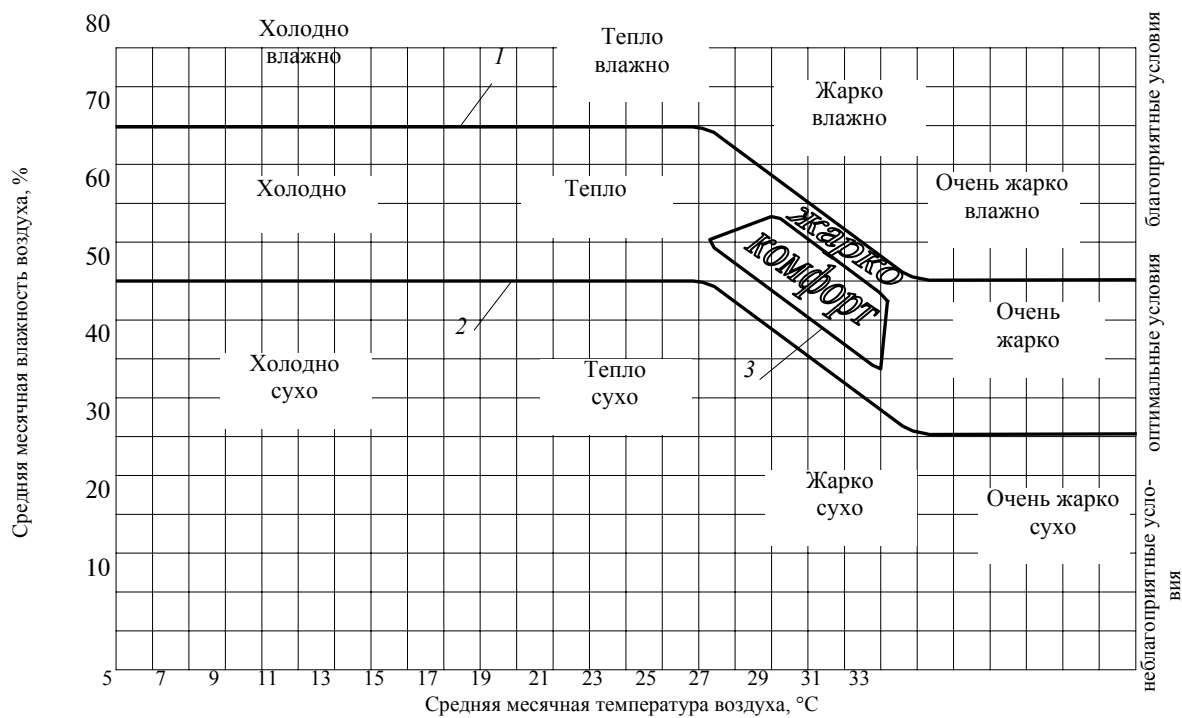 80
70
60
50
40
30
20
10
Средняя месячная влажность воздуха, %
Холодно
влажно
1
Тепло
влажно
Жарко
влажно
Холодно
Тепло
Очень жарко
влажно
жарко
комфорт
2
3
Очень
жарко
Холодно
сухо
Тепло
сухо
Жарко
сухо
Очень жарко
сухо
благоприятные условия
оптимальные условия
неблагоприятные усло-
вия
5 7 9 11 13 15 17 19 21 23 25 27 29 31 33
Средняя месячная температура воздуха, °С